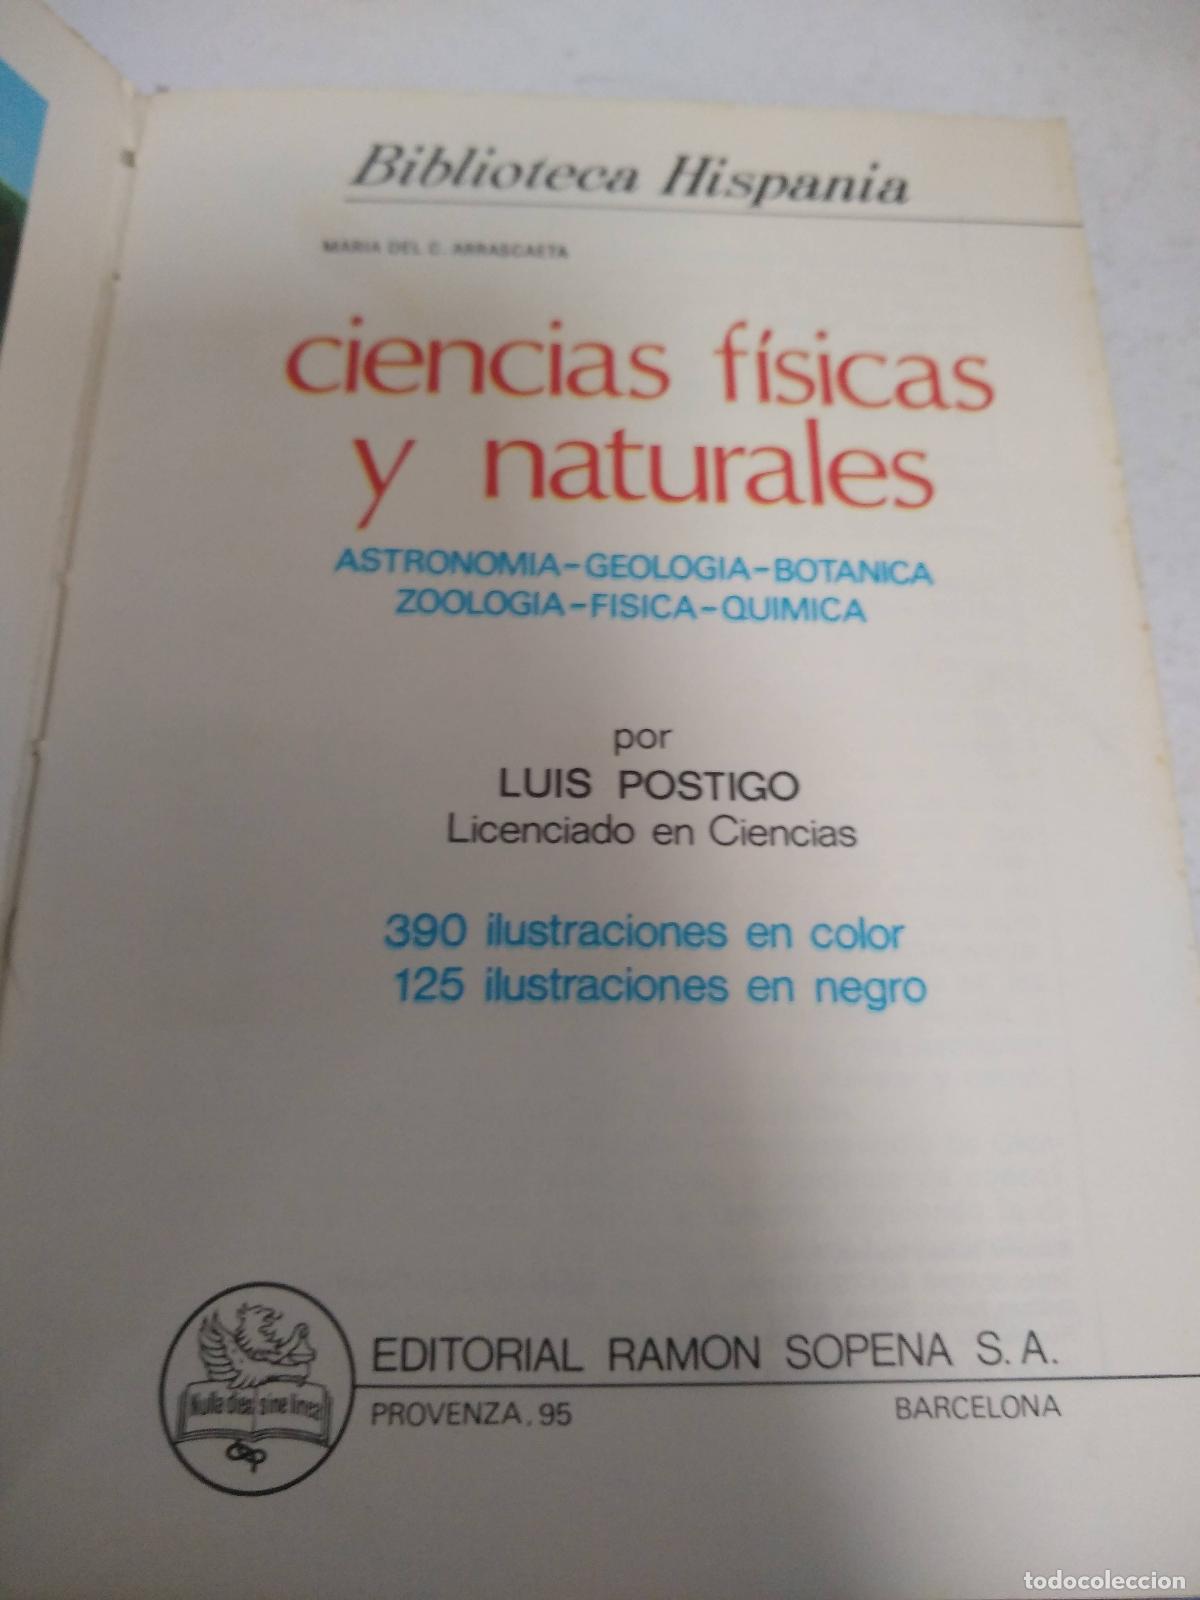 Biblioteca Hispania
MARIA DEL C. ARRASCAETA
ciencias físicas
y naturales
ASTRONOMIA-GEOLOGIA-BOTANICA
ZOOLOGIA-FISICA-QUIMICA
por
LUIS POSTIGO
Licenciado en Ciencias
390 ilustraciones en color
125 ilustraciones en negro
Nulla dies sine linea
EDITORIAL RAMON SOPENA S.A.
PROVENZA, 95 BARCELONA
todocoleccion